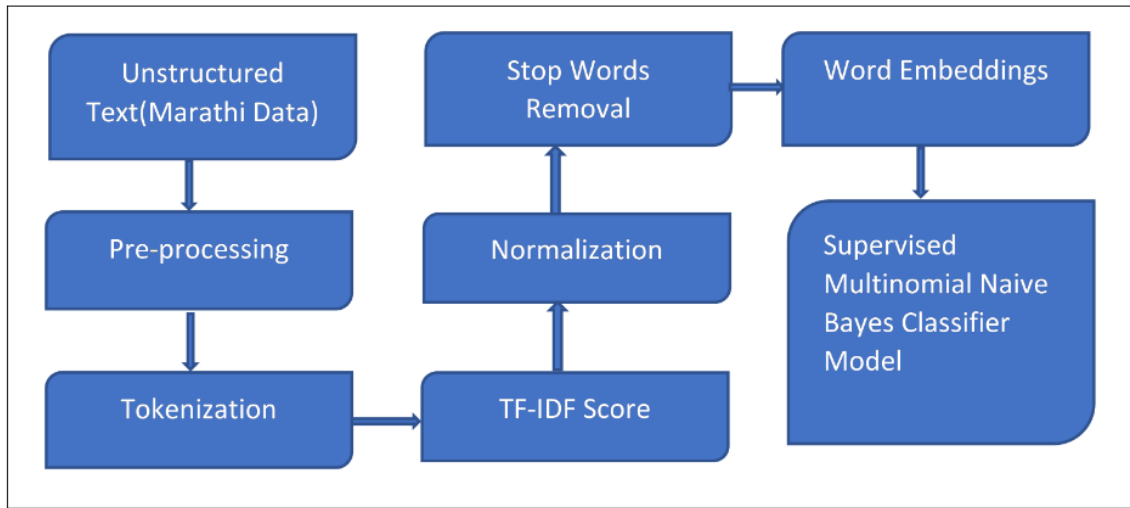 Unstructured
Text(Marathi Data)
Pre-processing
Tokenization
TF-IDF Score
Normalization
Stop Words
Removal
Word Embeddings
Supervised
Multinomial Naive
Bayes Classifier
Model